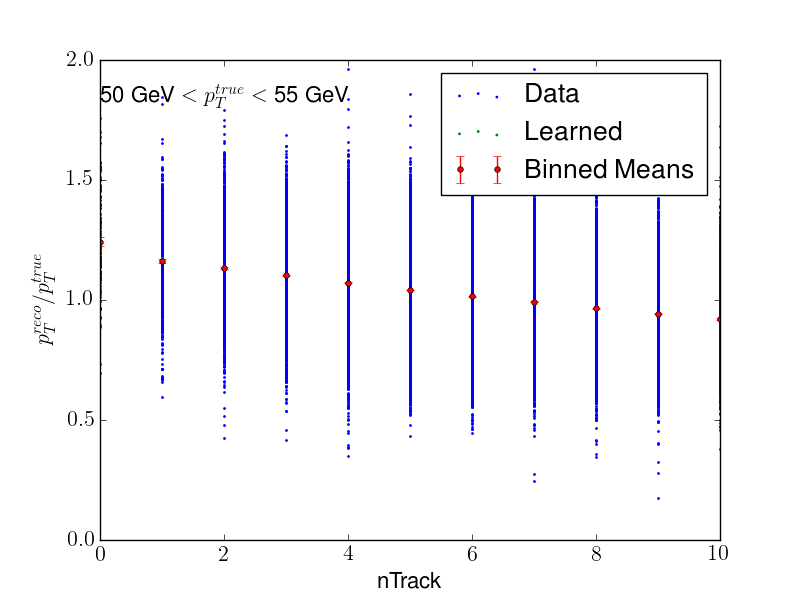 2.0
50 GeV < p_T^{true} < 55 GeV
Data
Learned
Binned Means
1.5
1.0
0.5
0.0
p_T^{reco}/p_T^{true}
0 2 4 6 8 10
nTrack